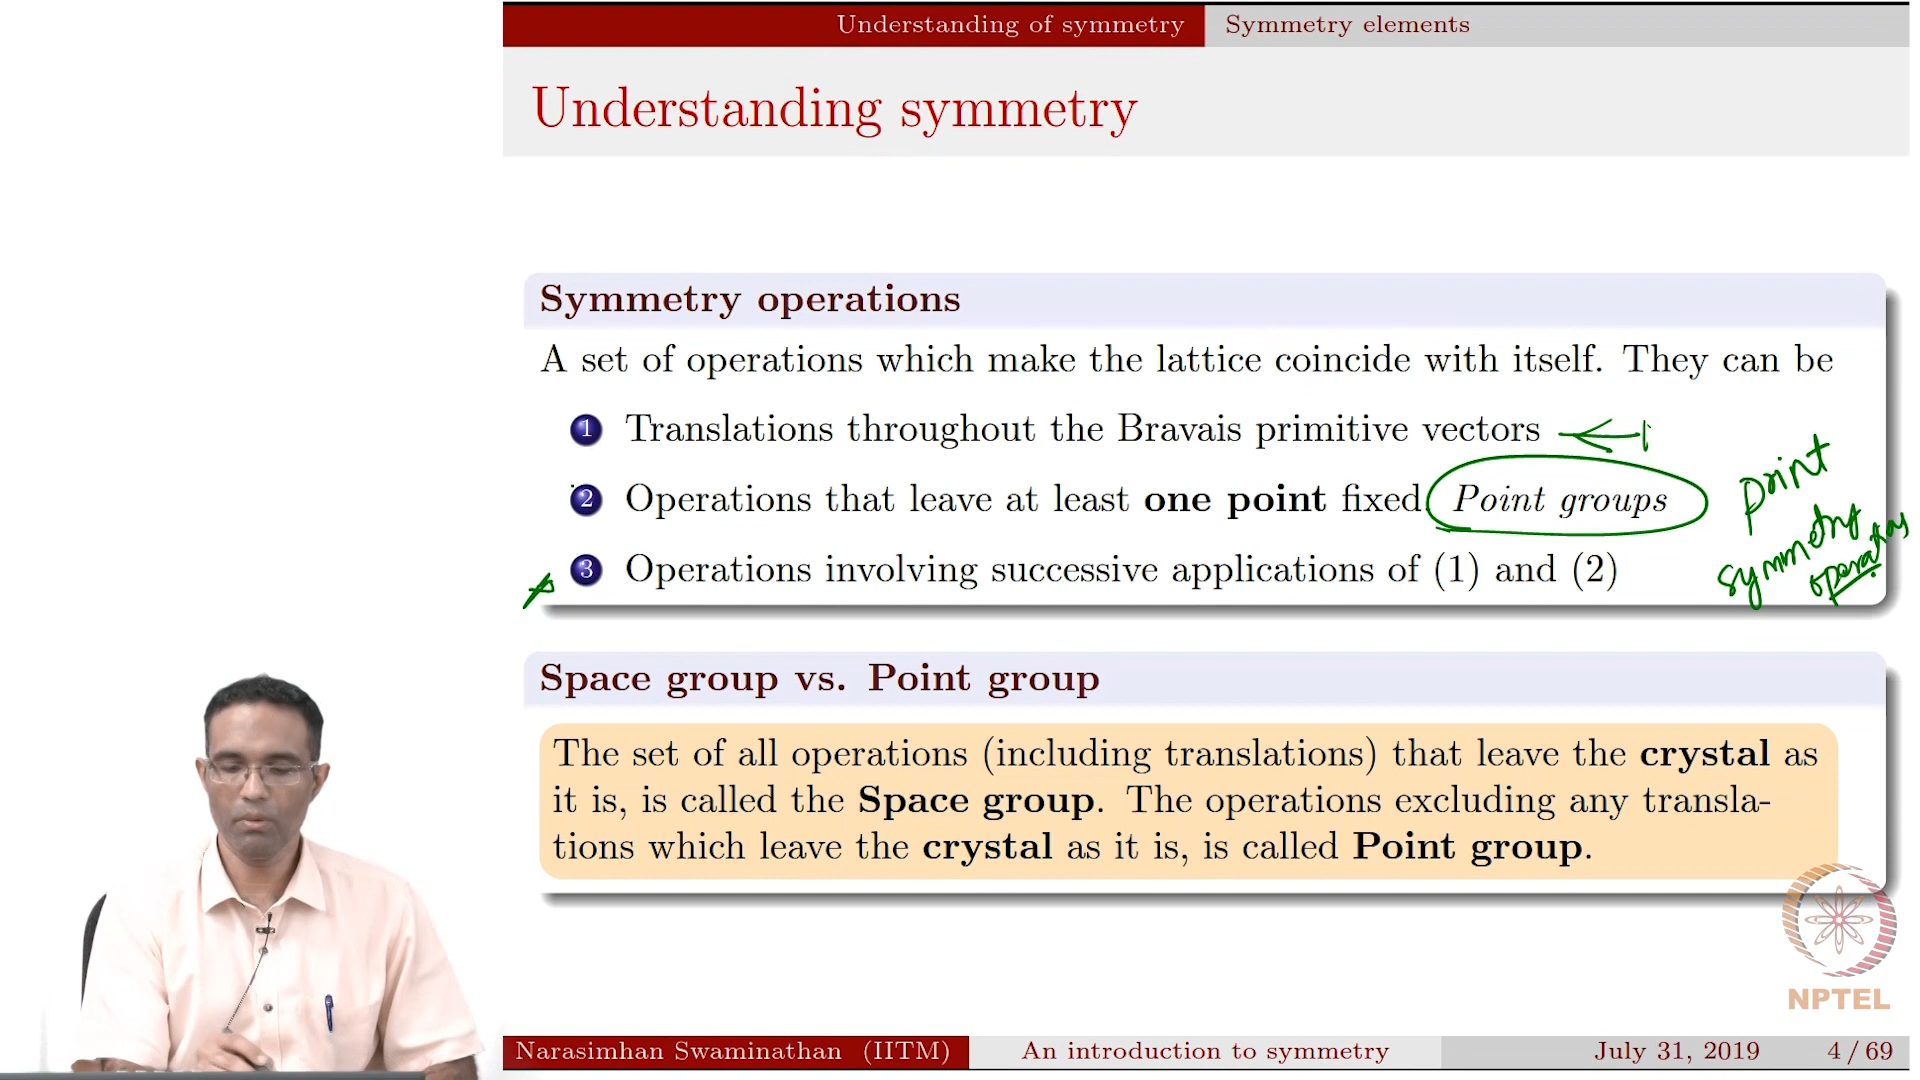 Understanding of symmetry Symmetry elements
Understanding symmetry
Symmetry operations
A set of operations which make the lattice coincide with itself. They can be
1 Translations throughout the Bravais primitive vectors
2 Operations that leave at least one point fixed. Point groups
point
symmetry
operations
3 Operations involving successive applications of (1) and (2)
Space group vs. Point group
The set of all operations (including translations) that leave the crystal as
it is, is called the Space group. The operations excluding any transla-
tions which leave the crystal as it is, is called Point group.
NPTEL
Narasimhan Swaminathan (IITM) An introduction to symmetry July 31, 2019 4 / 69